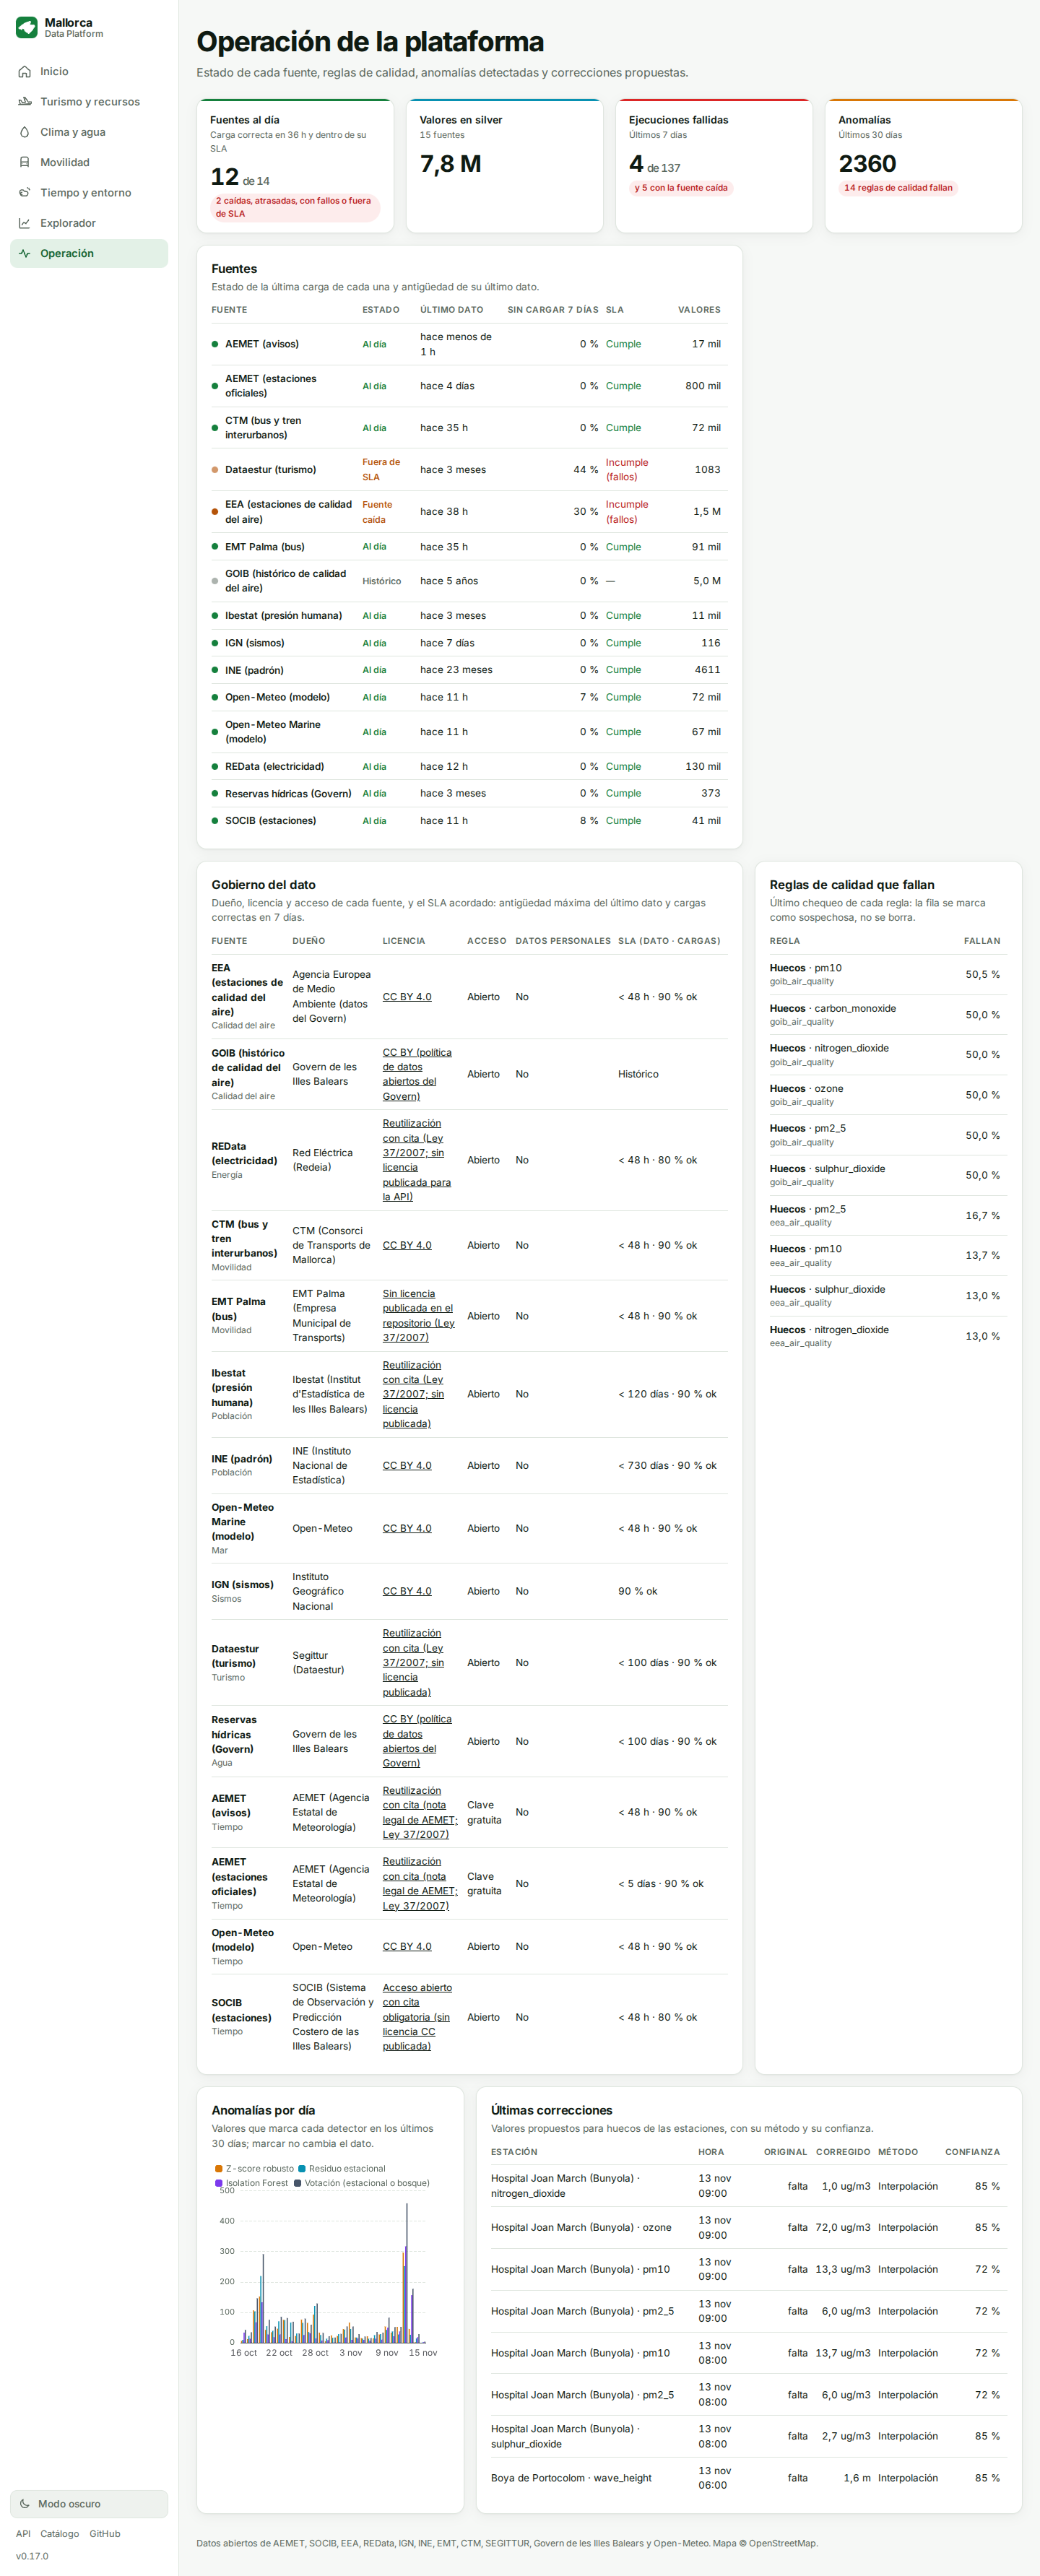 Mallorca
Data Platform
Inicio
Turismo y recursos
Clima y agua
Movilidad
Tiempo y entorno
Explorador
Operación
Operación de la plataforma
Estado de cada fuente, reglas de calidad, anomalías detectadas y correcciones propuestas.
Fuentes al día
Carga correcta en 36 h y dentro de su
SLA
12 de 14
2 caídas, atrasadas, con fallos o fuera
de SLA
Valores en silver
15 fuentes
7,8 M
Ejecuciones fallidas
Últimos 7 días
4 de 137
y 5 con la fuente caída
Anomalías
Últimos 30 días
2360
14 reglas de calidad fallan
Fuentes
Estado de la última carga de cada una y antigüedad de su último dato.
FUENTE ESTADO ÚLTIMO DATO SIN CARGAR 7 DÍAS SLA VALORES
AEMET (avisos) Al día hace menos de 1 h 0 % Cumple 17 mil
AEMET (estaciones oficiales) Al día hace 4 días 0 % Cumple 800 mil
CTM (bus y tren interurbanos) Al día hace 35 h 0 % Cumple 72 mil
Dataestur (turismo) Fuera de SLA hace 3 meses 44 % Incumple (fallos) 1083
EEA (estaciones de calidad del aire) Fuente caída hace 38 h 30 % Incumple (fallos) 1,5 M
EMT Palma (bus) Al día hace 35 h 0 % Cumple 91 mil
GOIB (histórico de calidad del aire) Histórico hace 5 años 0 % — 5,0 M
Ibestat (presión humana) Al día hace 3 meses 0 % Cumple 11 mil
IGN (sismos) Al día hace 7 días 0 % Cumple 116
INE (padrón) Al día hace 23 meses 0 % Cumple 4611
Open-Meteo (modelo) Al día hace 11 h 7 % Cumple 72 mil
Open-Meteo Marine (modelo) Al día hace 11 h 0 % Cumple 67 mil
REData (electricidad) Al día hace 12 h 0 % Cumple 130 mil
Reservas hídricas (Govern) Al día hace 3 meses 0 % Cumple 373
SOCIB (estaciones) Al día hace 11 h 8 % Cumple 41 mil
Gobierno del dato
Dueño, licencia y acceso de cada fuente, y el SLA acordado: antigüedad máxima del último dato y cargas
correctas en 7 días.
FUENTE DUEÑO LICENCIA ACCESO DATOS PERSONALES SLA (DATO · CARGAS)
EEA (estaciones de calidad del aire) Calidad del aire Agencia Europea de Medio Ambiente (datos del Govern) CC BY 4.0 Abierto No < 48 h · 90 % ok
GOIB (histórico de calidad del aire) Calidad del aire Govern de les Illes Balears CC BY (política de datos abiertos del Govern) Abierto No Histórico
REData (electricidad) Energía Red Eléctrica (Redeia) Reutilización con cita (Ley 37/2007; sin licencia publicada para la API) Abierto No < 48 h · 80 % ok
CTM (bus y tren interurbanos) Movilidad CTM (Consorci de Transports de Mallorca) CC BY 4.0 Abierto No < 48 h · 90 % ok
EMT Palma (bus) Movilidad EMT Palma (Empresa Municipal de Transports) Sin licencia publicada en el repositorio (Ley 37/2007) Abierto No < 48 h · 90 % ok
Ibestat (presión humana) Población Ibestat (Institut d'Estadística de les Illes Balears) Reutilización con cita (Ley 37/2007; sin licencia publicada) Abierto No < 120 días · 90 % ok
INE (padrón) Población INE (Instituto Nacional de Estadística) CC BY 4.0 Abierto No < 730 días · 90 % ok
Open-Meteo Marine (modelo) Mar Open-Meteo CC BY 4.0 Abierto No < 48 h · 90 % ok
IGN (sismos) Sismos Instituto Geográfico Nacional CC BY 4.0 Abierto No 90 % ok
Dataestur (turismo) Turismo Segittur (Dataestur) Reutilización con cita (Ley 37/2007; sin licencia publicada) Abierto No < 100 días · 90 % ok
Reservas hídricas (Govern) Agua Govern de les Illes Balears CC BY (política de datos abiertos del Govern) Abierto No < 100 días · 90 % ok
AEMET (avisos) Tiempo AEMET (Agencia Estatal de Meteorología) Reutilización con cita (nota legal de AEMET; Ley 37/2007) Clave gratuita No < 48 h · 90 % ok
AEMET (estaciones oficiales) Tiempo AEMET (Agencia Estatal de Meteorología) Reutilización con cita (nota legal de AEMET; Ley 37/2007) Clave gratuita No < 5 días · 90 % ok
Open-Meteo (modelo) Tiempo Open-Meteo CC BY 4.0 Abierto No < 48 h · 90 % ok
SOCIB (estaciones) Tiempo SOCIB (Sistema de Observación y Predicción Costero de las Illes Balears) Acceso abierto con cita obligatoria (sin licencia CC publicada) Abierto No < 48 h · 80 % ok
Reglas de calidad que fallan
Último chequeo de cada regla: la fila se marca
como sospechosa, no se borra.
REGLA FALLAN
Huecos · pm10 50,5 %
goib_air_quality
Huecos · carbon_monoxide 50,0 %
goib_air_quality
Huecos · nitrogen_dioxide 50,0 %
goib_air_quality
Huecos · ozone 50,0 %
goib_air_quality
Huecos · pm2_5 50,0 %
goib_air_quality
Huecos · sulphur_dioxide 50,0 %
goib_air_quality
Huecos · pm2_5 16,7 %
eea_air_quality
Huecos · pm10 13,7 %
eea_air_quality
Huecos · sulphur_dioxide 13,0 %
eea_air_quality
Huecos · nitrogen_dioxide 13,0 %
eea_air_quality
Anomalías por día
Valores que marca cada detector en los últimos
30 días; marcar no cambia el dato.
Z-score robusto Residuo estacional
Isolation Forest Votación (estacional o bosque)
500
400
300
200
100
0
16 oct 22 oct 28 oct 3 nov 9 nov 15 nov
Últimas correcciones
Valores propuestos para huecos de las estaciones, con su método y su confianza.
ESTACIÓN HORA ORIGINAL CORREGIDO MÉTODO CONFIANZA
Hospital Joan March (Bunyola) · nitrogen_dioxide 13 nov 09:00 falta 1,0 ug/m3 Interpolación 85 %
Hospital Joan March (Bunyola) · ozone 13 nov 09:00 falta 72,0 ug/m3 Interpolación 85 %
Hospital Joan March (Bunyola) · pm10 13 nov 09:00 falta 13,3 ug/m3 Interpolación 72 %
Hospital Joan March (Bunyola) · pm2_5 13 nov 09:00 falta 6,0 ug/m3 Interpolación 72 %
Hospital Joan March (Bunyola) · pm10 13 nov 08:00 falta 13,7 ug/m3 Interpolación 72 %
Hospital Joan March (Bunyola) · pm2_5 13 nov 08:00 falta 6,0 ug/m3 Interpolación 72 %
Hospital Joan March (Bunyola) · sulphur_dioxide 13 nov 08:00 falta 2,7 ug/m3 Interpolación 85 %
Boya de Portocolom · wave_height 13 nov 06:00 falta 1,6 m Interpolación 85 %
Modo oscuro
API Catálogo GitHub
v0.17.0
Datos abiertos de AEMET, SOCIB, EEA, REData, IGN, INE, EMT, CTM, SEGITTUR, Govern de les Illes Balears y Open-Meteo. Mapa © OpenStreetMap.